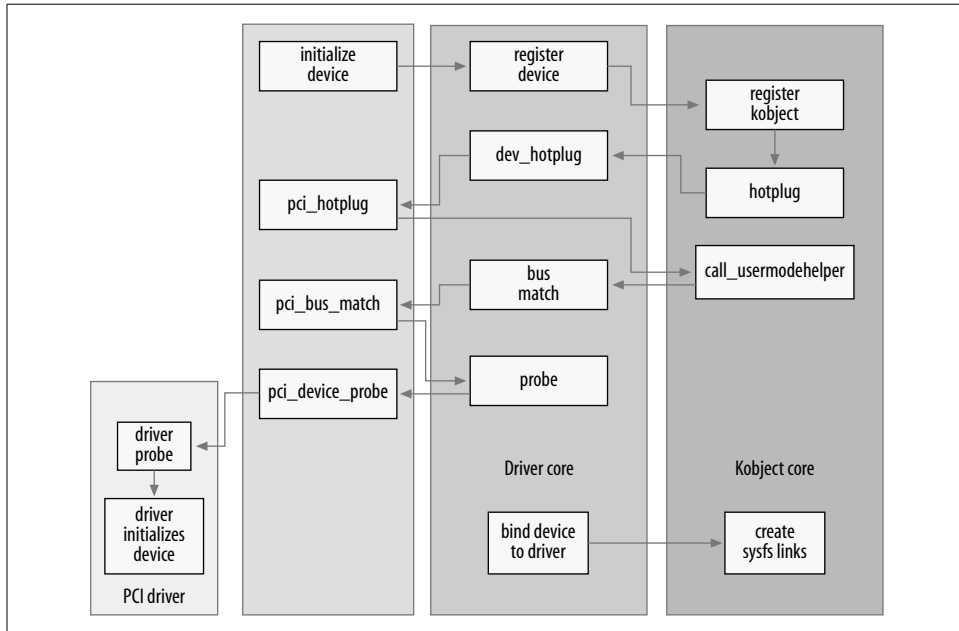 initialize
device
register
device
register
kobject
dev_hotplug
pci_hotplug
hotplug
bus
match
call_usermodehelper
pci_bus_match
probe
pci_device_probe
driver
probe
Driver core
Kobject core
driver
initializes
device
bind device
to driver
create
sysfs links
PCI driver